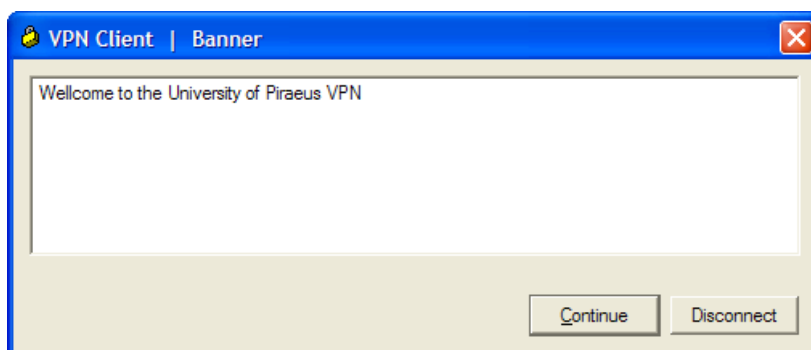 VPN Client | Banner
Wellcome to the University of Piraeus VPN
Continue Disconnect